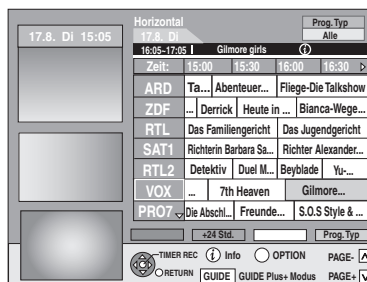 Horizontal Prog.Typ
17.8. Di 15:05 17.8. Di Alle
16:05~17:05 Gilmore girls i
Zeit: 15:00 15:30 16:00 16:30
ARD Ta... Abenteuer... Fliege-Die Talkshow
ZDF ... Derrick Heute in ... Bianca-Wege...
RTL Das Familiengericht Das Jugendgericht
SAT1 Richterin Barbara Sa... Richter Alexander...
RTL2 Detektiv Duel M... Beyblade Yu-...
VOX ... 7th Heaven Gilmore...
PRO7 Die Abschl... Freunde... S.O.S Style & ...
+24 Std. Prog.Typ
TIMER REC i Info OPTION PAGE-
RETURN GUIDE GUIDE Plus+ Modus PAGE+